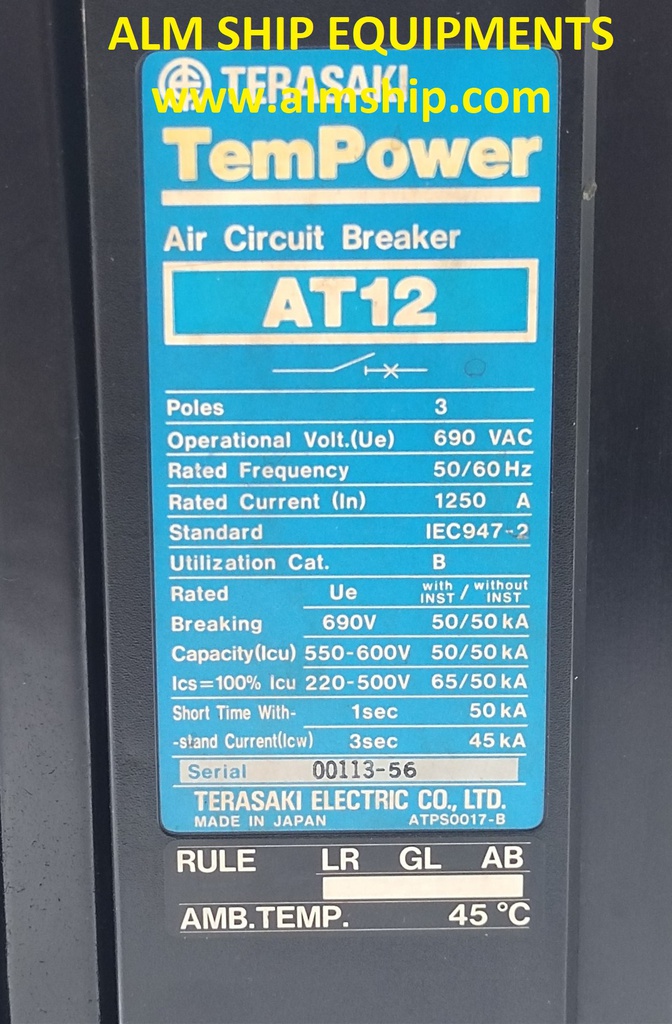 ALM SHIP EQUIPMENTS
TERASAKI
www.almship.com
TemPower
Air Circuit Breaker
AT12
Poles 3
Operational Volt.(Ue) 690 VAC
Rated Frequency 50/60 Hz
Rated Current (In) 1250 A
Standard IEC947-2
Utilization Cat. B
Rated Ue with INST / without INST
Breaking 690V 50/50 kA
Capacity(Icu) 550-600V 50/50 kA
Ics=100% Icu 220-500V 65/50 kA
Short Time With- 1sec 50 kA
-stand Current(Icw) 3sec 45 kA
Serial 00113-56
TERASAKI ELECTRIC CO., LTD.
MADE IN JAPAN ATPS0017-B
RULE LR GL AB
AMB.TEMP. 45 °C